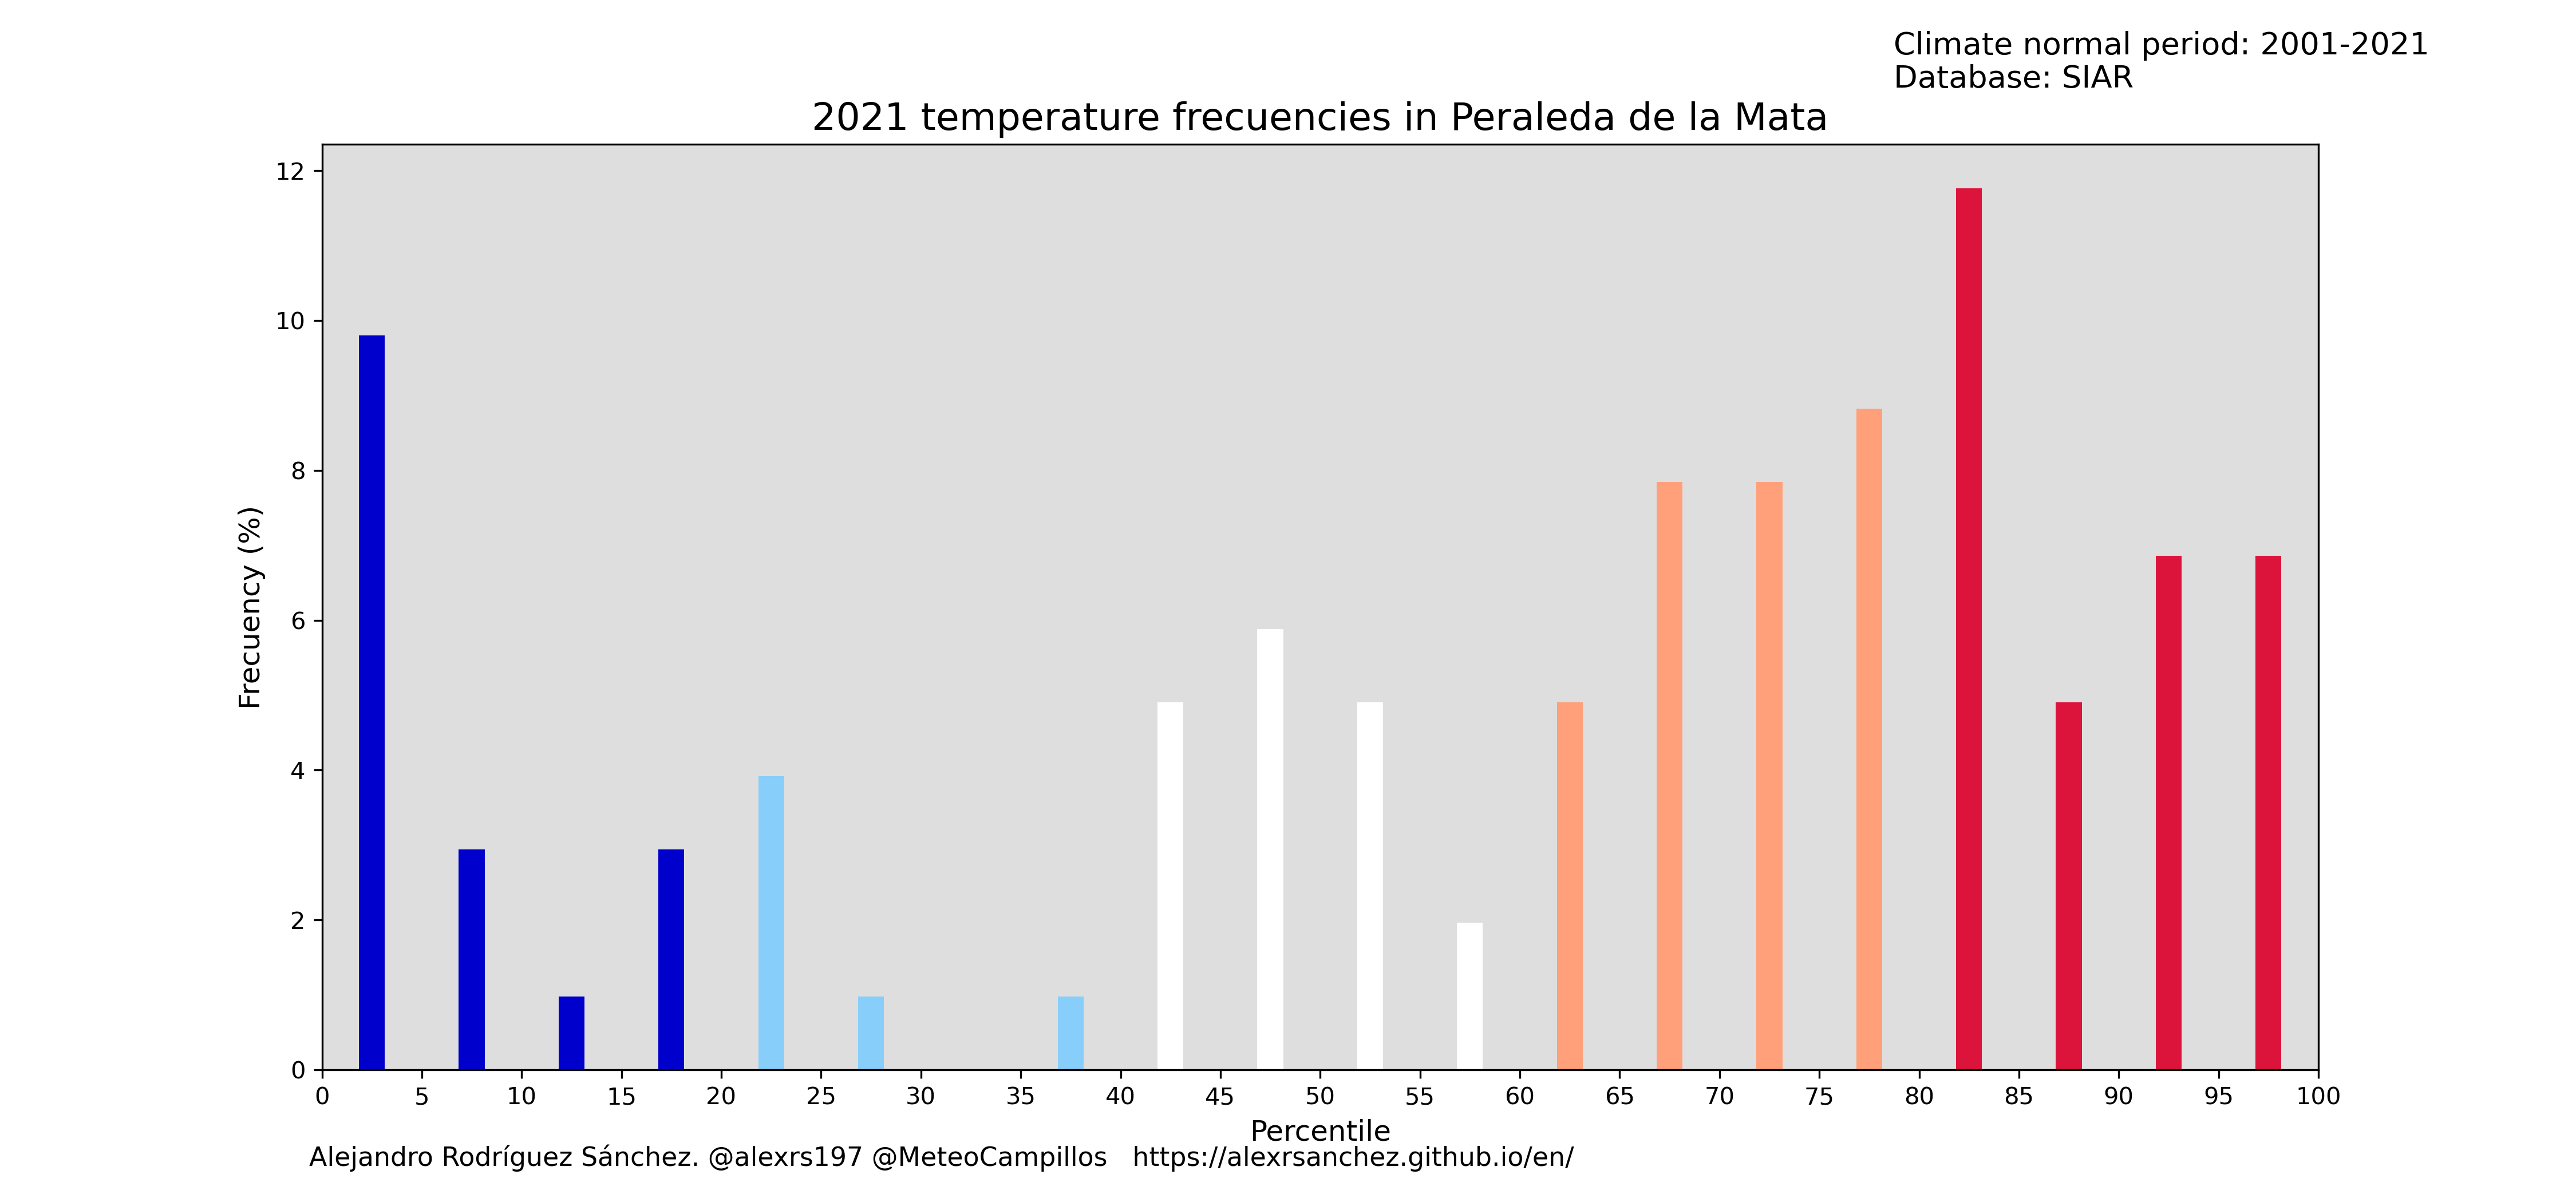 Climate normal period: 2001-2021
Database: SIAR
2021 temperature frecuencies in Peraleda de la Mata
12
10
8
6
4
2
0
Frecuency (%)
0 5 10 15 20 25 30 35 40 45 50 55 60 65 70 75 80 85 90 95 100
Percentile
Alejandro Rodríguez Sánchez. @alexrs197 @MeteoCampillos https://alexrsanchez.github.io/en/